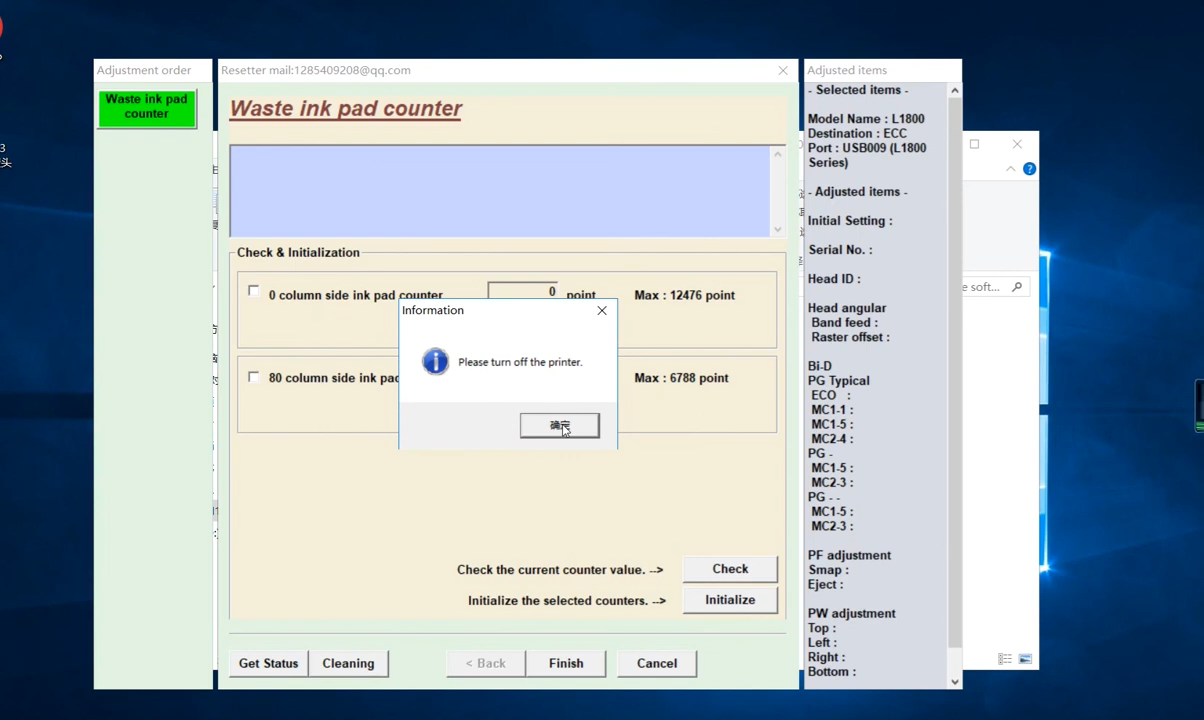 Adjustment order
Waste ink pad
counter
Resetter mail:1285409208@qq.com
Waste ink pad counter
Check & Initialization
0 column side ink pad counter
0
point
Max : 12476 point
80 column side ink pad
Max : 6788 point
Information
Please turn off the printer.
确定
Check the current counter value. -->
Check
Initialize the selected counters. -->
Initialize
Get Status
Cleaning
< Back
Finish
Cancel
Adjusted items
- Selected items -
Model Name : L1800
Destination : ECC
Port : USB009 (L1800
Series)
- Adjusted items -
Initial Setting :
Serial No. :
Head ID :
Head angular
Band feed :
Raster offset :
Bi-D
PG Typical
ECO :
MC1-1 :
MC1-5 :
MC2-4 :
PG -
MC1-5 :
MC2-3 :
PG - -
MC1-5 :
MC2-3 :
PF adjustment
Smap :
Eject :
PW adjustment
Top :
Left :
Right :
Bottom :
e soft...
3
头